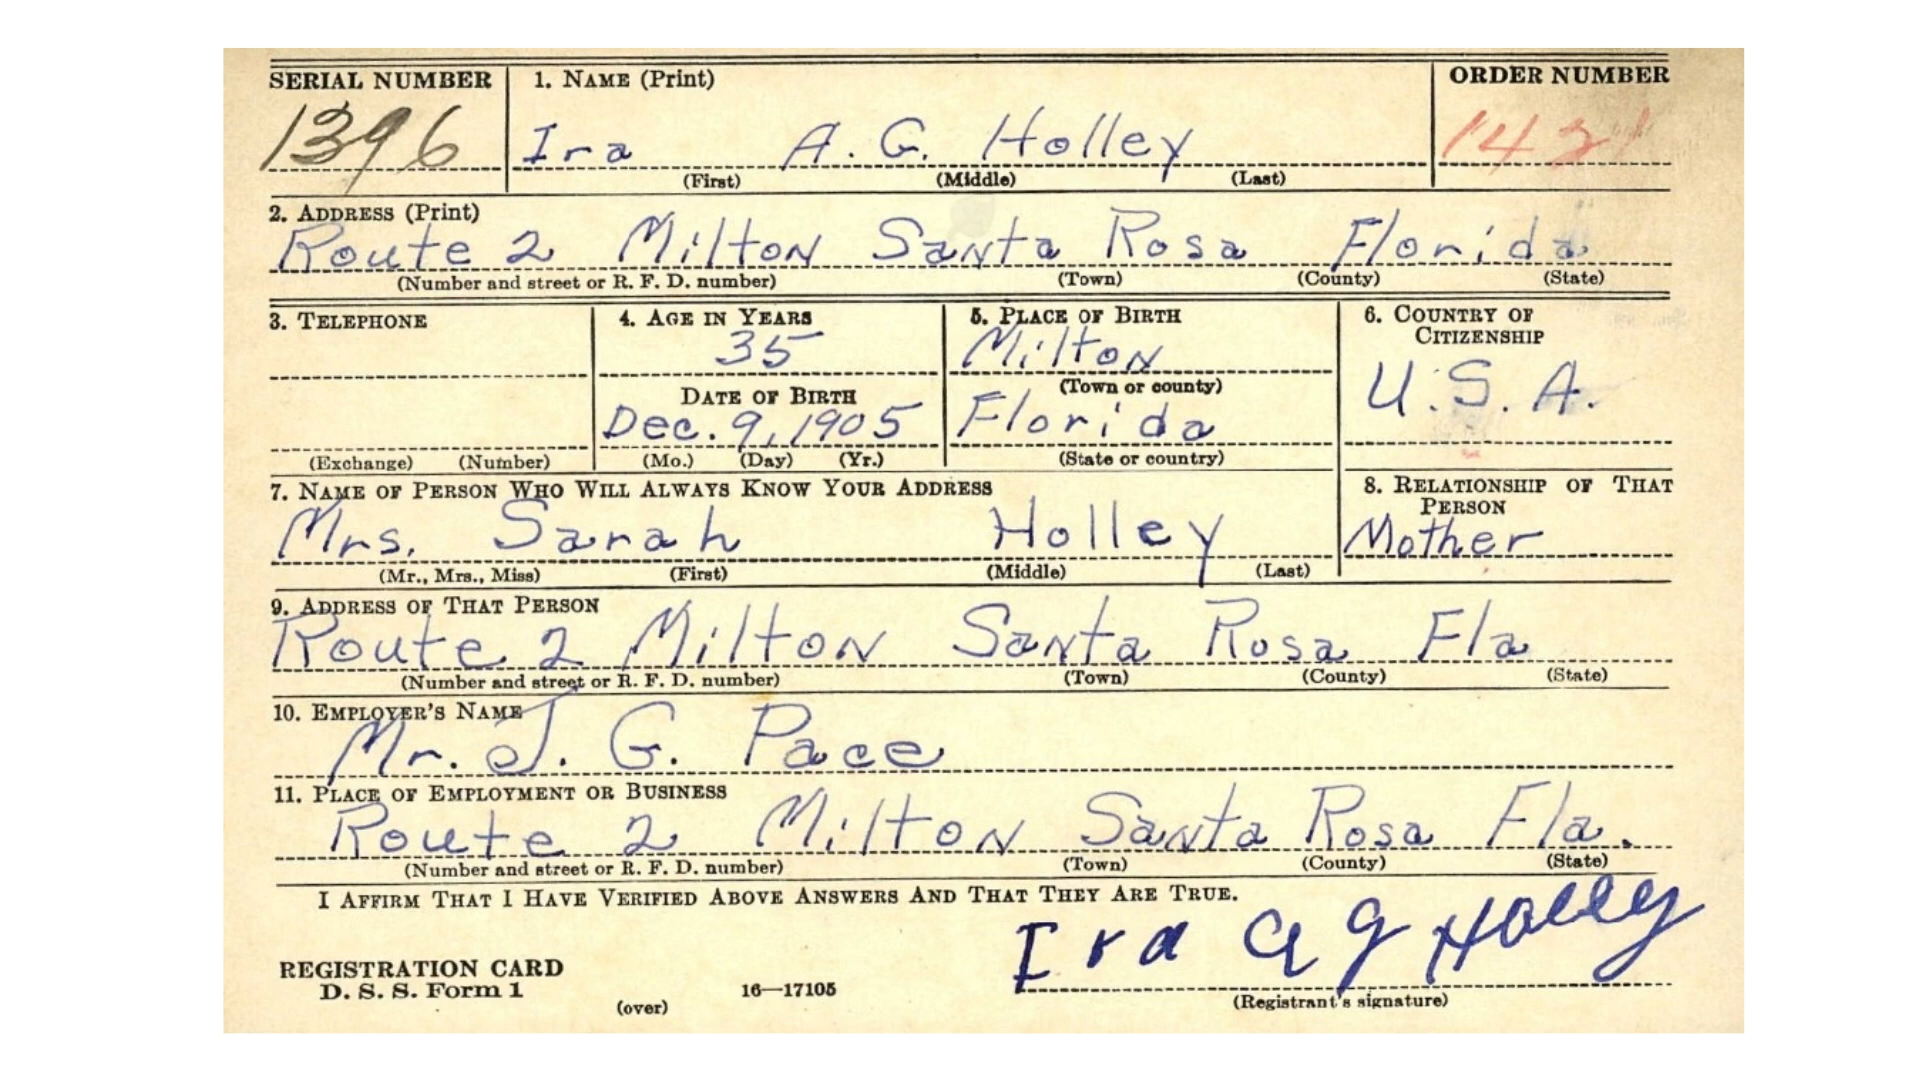 SERIAL NUMBER 1. NAME (Print) ORDER NUMBER
1396 Ira A. G. Holley 1421
(First) (Middle) (Last)
2. ADDRESS (Print)
Route 2 Milton Santa Rosa Florida
(Number and street or R. F. D. number) (Town) (County) (State)
3. TELEPHONE 4. AGE IN YEARS 5. PLACE OF BIRTH 6. COUNTRY OF
CITIZENSHIP
35 Milton
(Town or county)
U.S.A.
DATE OF BIRTH
Dec. 9, 1905 Florida
(Exchange) (Number) (Mo.) (Day) (Yr.) (State or country)
7. NAME OF PERSON WHO WILL ALWAYS KNOW YOUR ADDRESS 8. RELATIONSHIP OF THAT
PERSON
Mrs. Sarah Holley Mother
(Mr., Mrs., Miss) (First) (Middle) (Last)
9. ADDRESS OF THAT PERSON
Route 2 Milton Santa Rosa Fla
(Number and street or R. F. D. number) (Town) (County) (State)
10. EMPLOYER'S NAME
Mr. J. G. Pace
11. PLACE OF EMPLOYMENT OR BUSINESS
Route 2 Milton Santa Rosa Fla.
(Number and street or R. F. D. number) (Town) (County) (State)
I AFFIRM THAT I HAVE VERIFIED ABOVE ANSWERS AND THAT THEY ARE TRUE.
Ira A G Holley
REGISTRATION CARD
D. S. S. Form 1 16—17105
(over) (Registrant's signature)